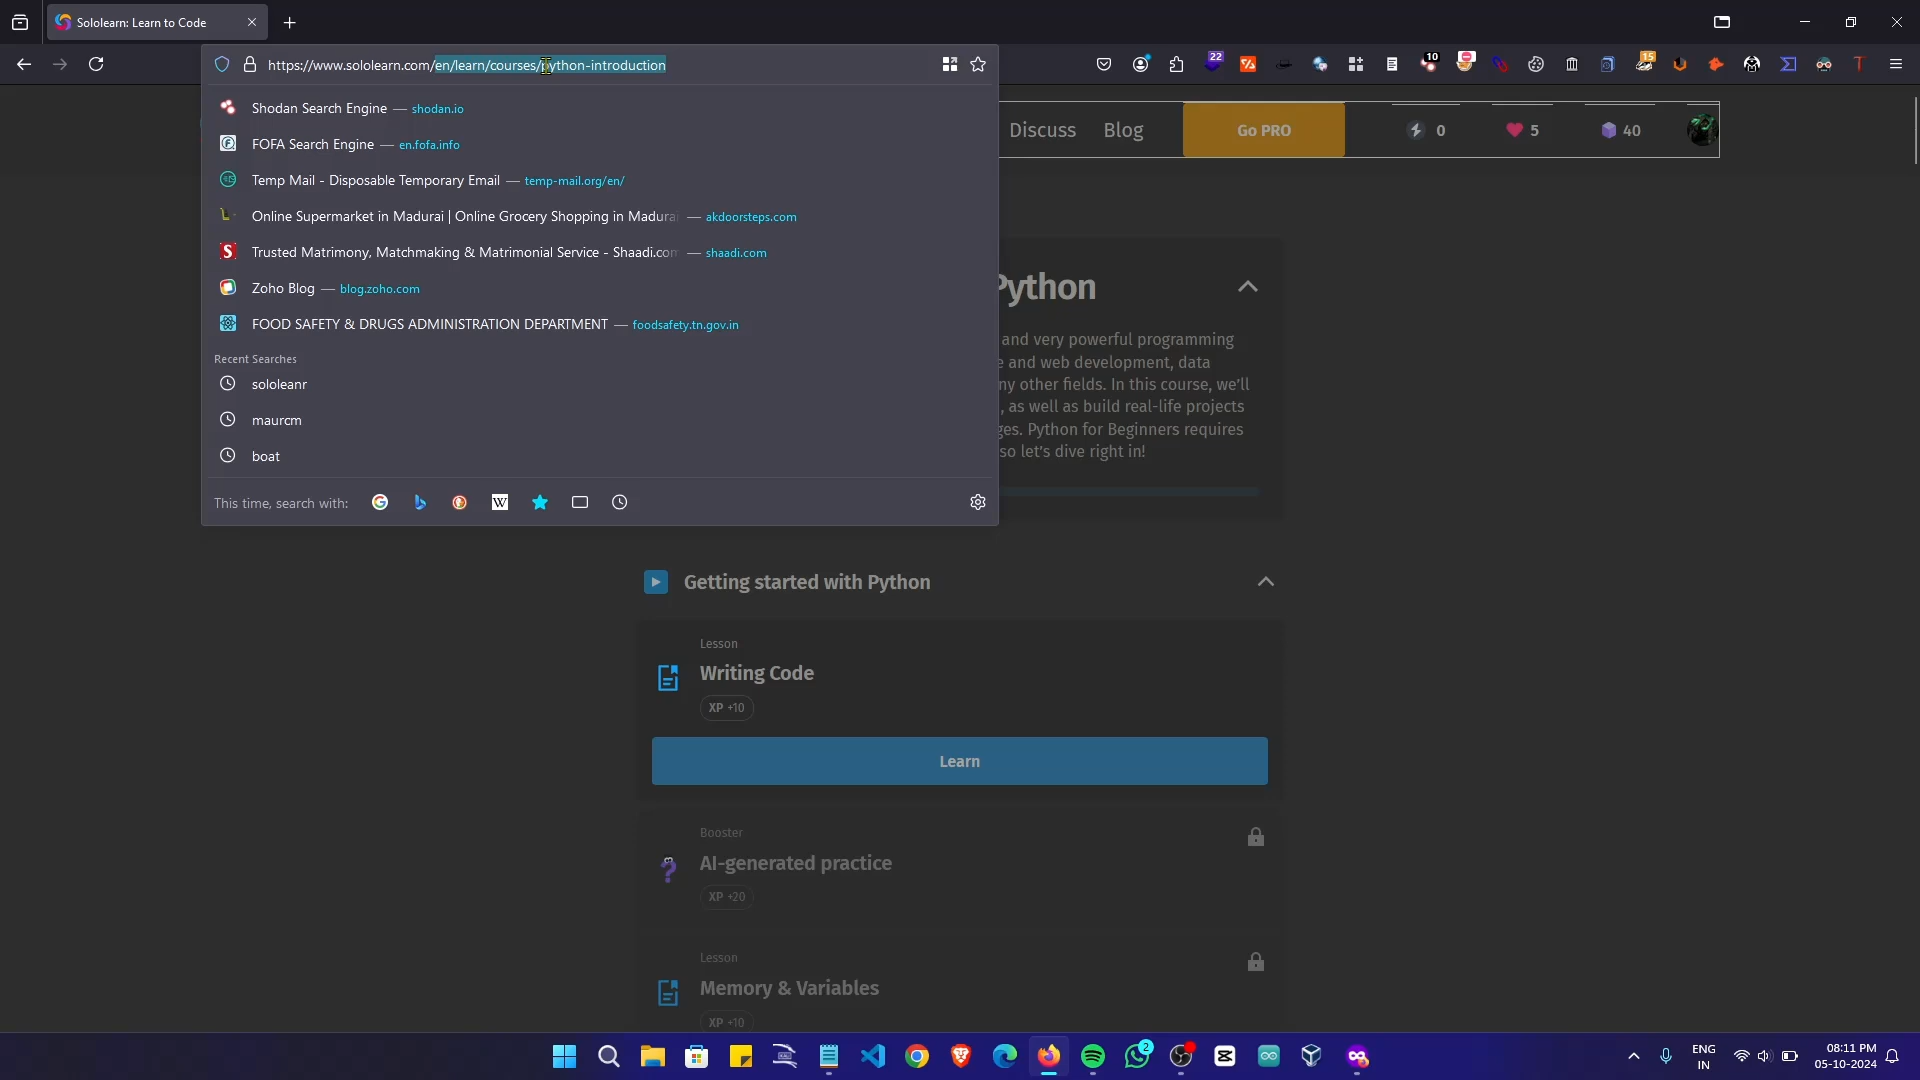 Sololearn: Learn to Code
https://www.sololearn.com/en/learn/courses/python-introduction
22
10
15
Shodan Search Engine — shodan.io
FOFA Search Engine — en.fofa.info
Temp Mail - Disposable Temporary Email — temp-mail.org/en/
Online Supermarket in Madurai | Online Grocery Shopping in Madurai — akdoorsteps.com
Trusted Matrimony, Matchmaking & Matrimonial Service - Shaadi.com — shaadi.com
Zoho Blog — blog.zoho.com
FOOD SAFETY & DRUGS ADMINISTRATION DEPARTMENT — foodsafety.tn.gov.in
Recent Searches
sololeanr
maurcm
boat
This time, search with:
Discuss Blog Go PRO 0 5 40
Python
and very powerful programming
e and web development, data
ny other fields. In this course, we'll
, as well as build real-life projects
ges. Python for Beginners requires
so let's dive right in!
Getting started with Python
Lesson
Writing Code
XP +10
Learn
Booster
AI-generated practice
XP +20
Lesson
Memory & Variables
XP +10
2
ENG
IN
08:11 PM
05-10-2024